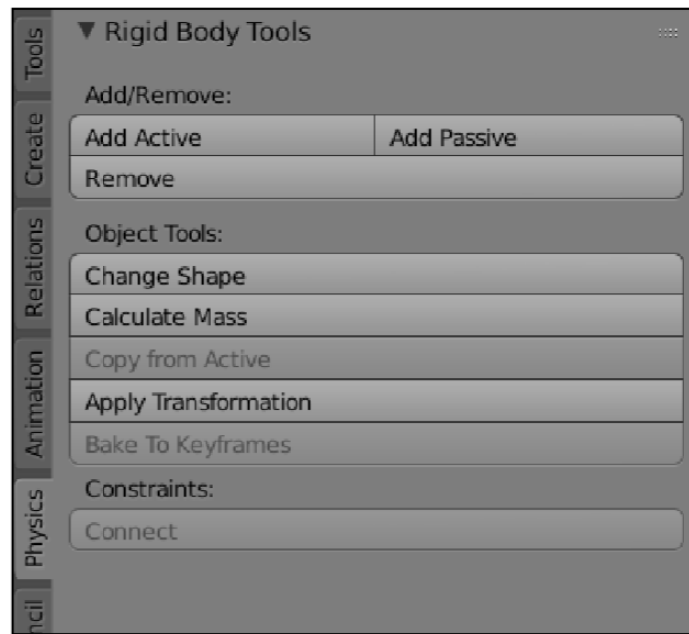 Rigid Body Tools
Add/Remove:
Add Active
Add Passive
Remove
Object Tools:
Change Shape
Calculate Mass
Copy from Active
Apply Transformation
Bake To Keyframes
Constraints:
Connect
Tools
Create
Relations
Animation
Physics
ncil